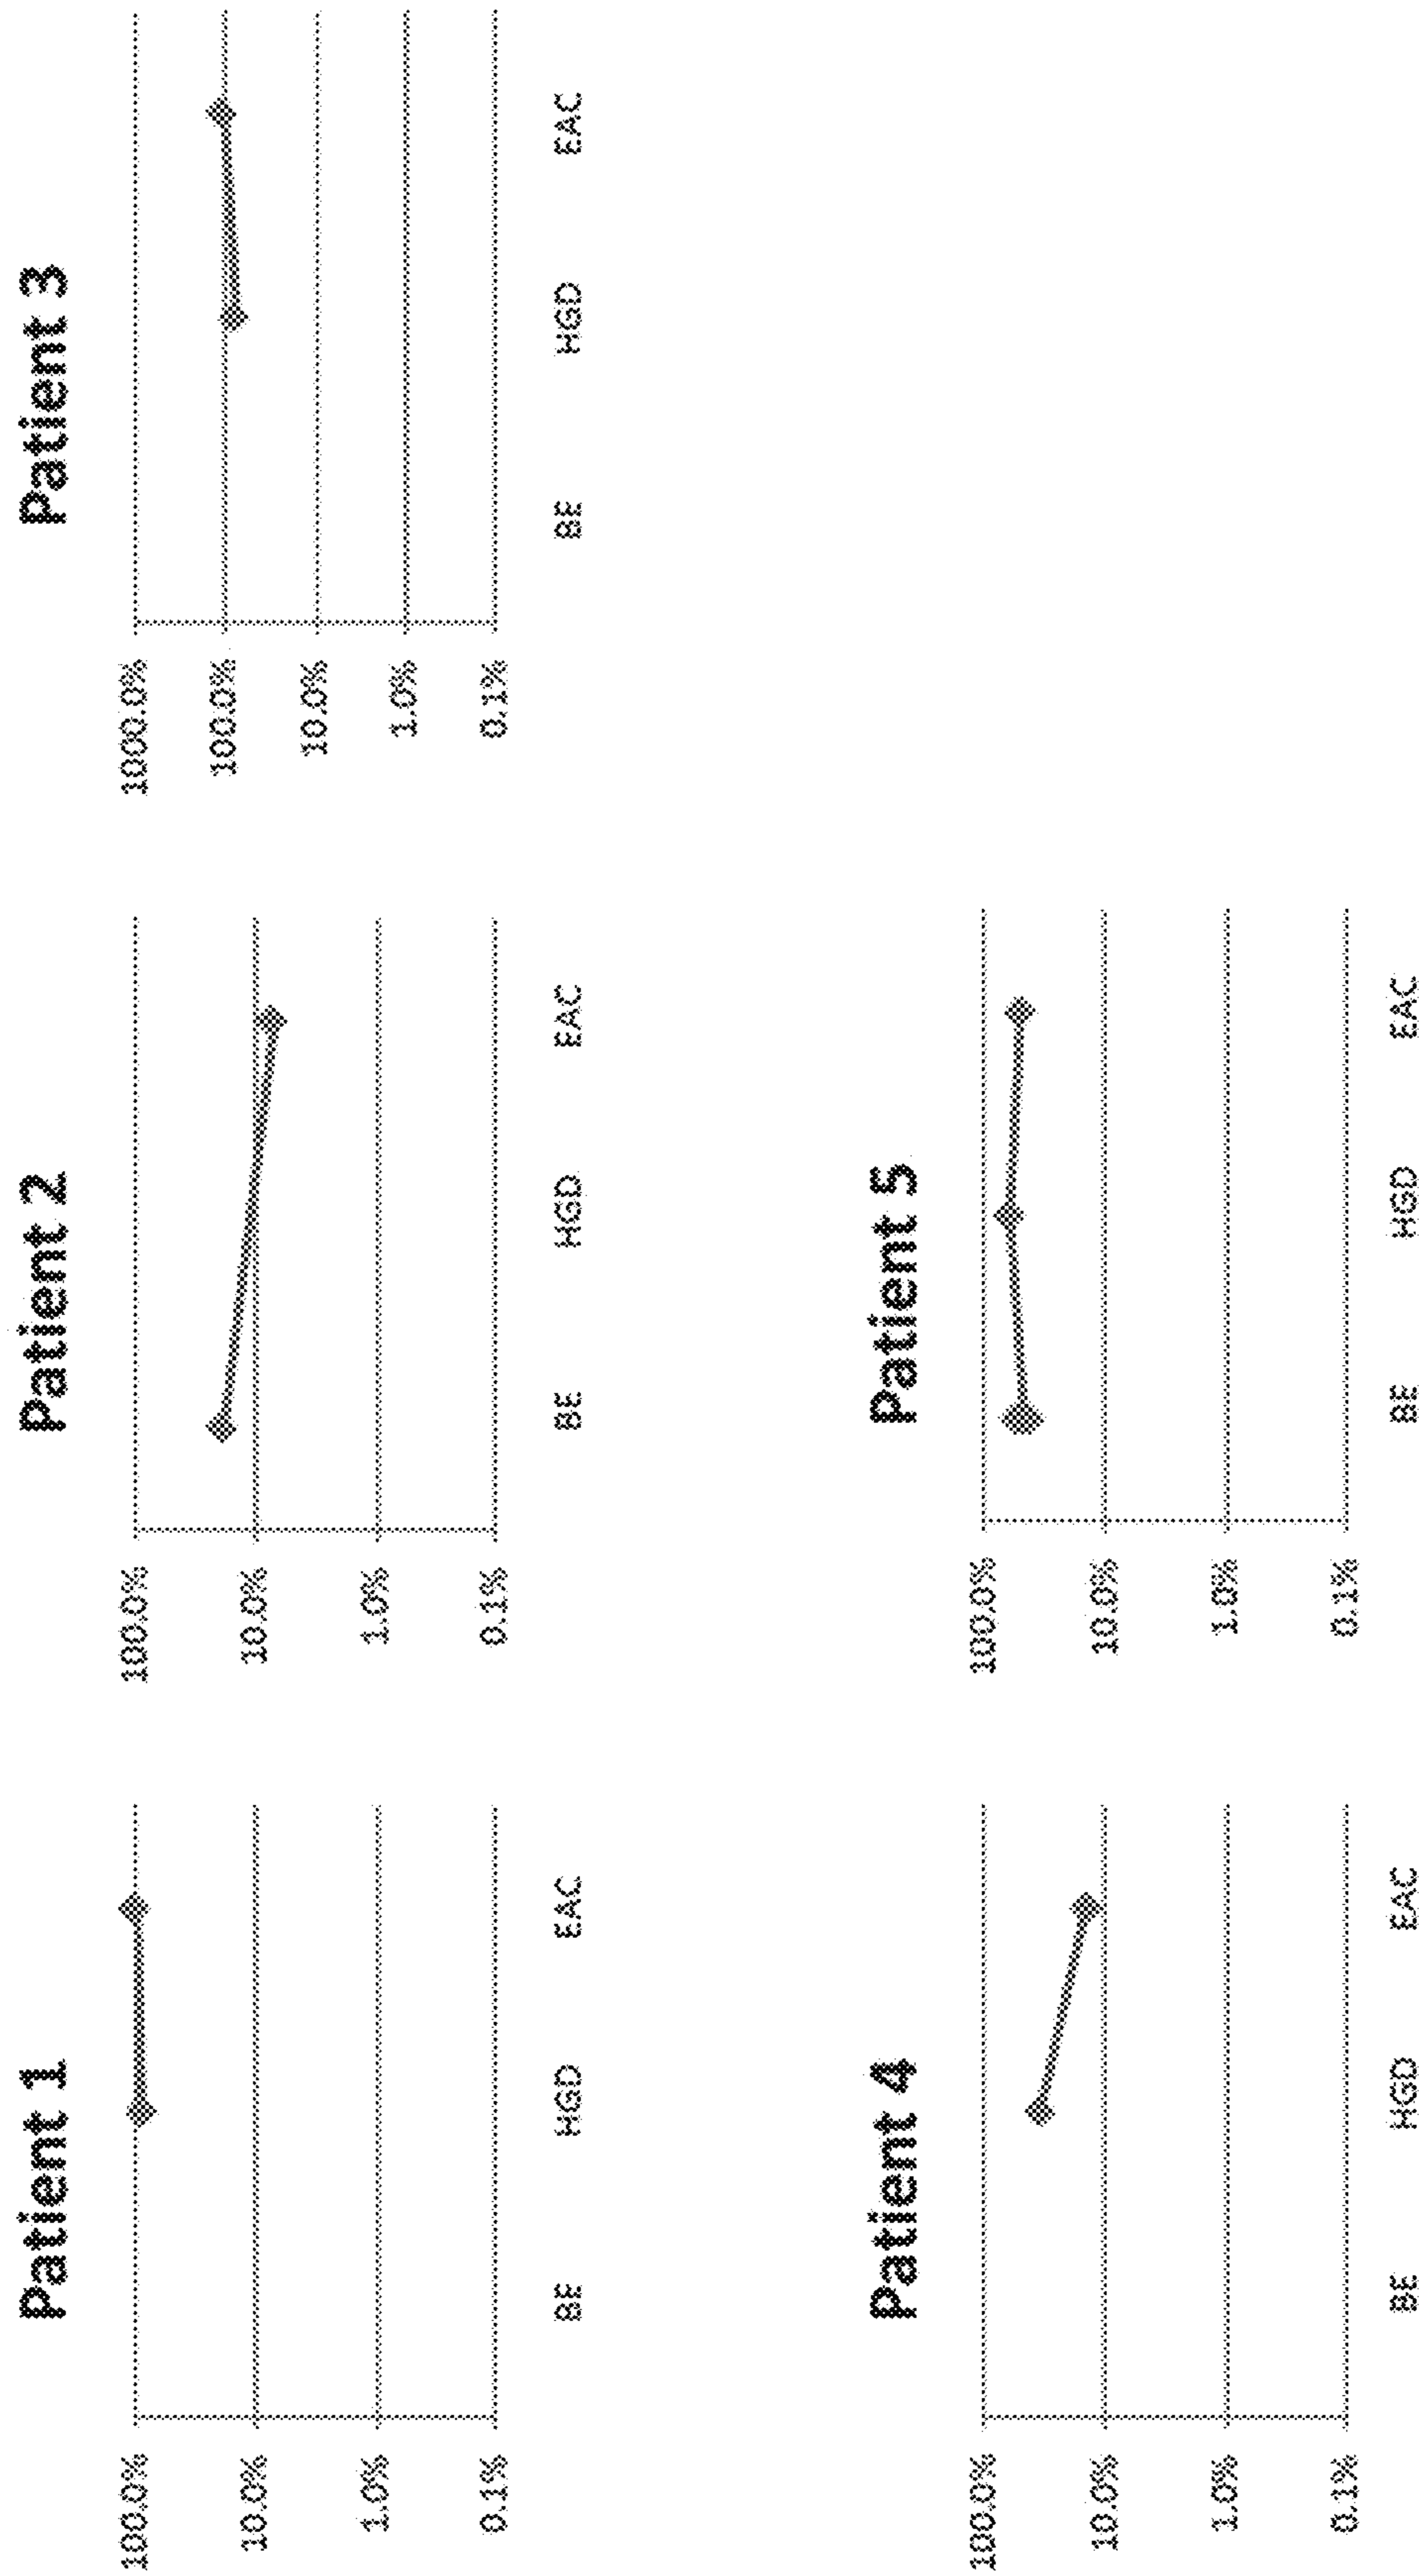 Patient 1
100.0%
10.0%
1.0%
0.1%
BE HGD EAC
Patient 2
100.0%
10.0%
1.0%
0.1%
BE HGD EAC
Patient 3
1000.0%
100.0%
10.0%
1.0%
0.1%
BE HGD EAC
Patient 4
100.0%
10.0%
1.0%
0.1%
BE HGD EAC
Patient 5
100.0%
10.0%
1.0%
0.1%
BE HGD EAC